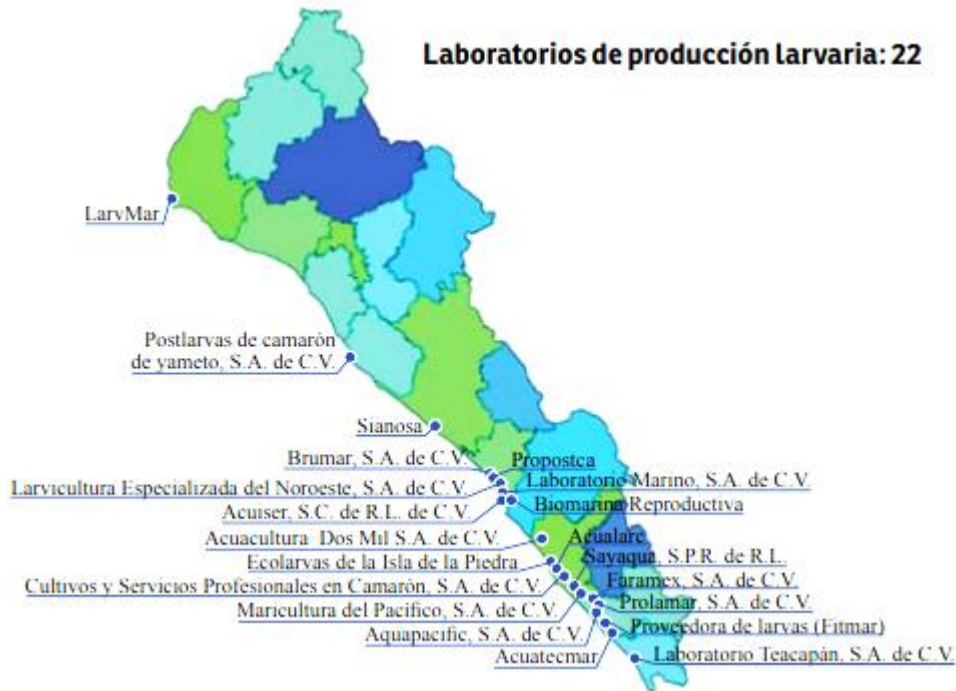 Laboratorios de producción larvaria: 22
LarvMar
Postlarvas de camarón
de yameto, S.A. de C.V.
Sianosa
Brumar, S.A. de C.V.
Propostca
Larvicultura Especializada del Noroeste, S.A. de C.V.
Laboratorio Marino, S.A. de C.V.
Acuiser, S.C. de R.L. de C.V.
Biomarina Reproductiva
Acuacultura Dos Mil S.A. de C.V.
Acualarc
Ecolarvas de la Isla de la Piedra
Sayaqua, S.P.R. de R.L.
Cultivos y Servicios Profesionales en Camarón, S.A. de C.V.
Faramex, S.A. de C.V.
Maricultura del Pacífico, S.A. de C.V.
Prolamar, S.A. de C.V.
Aquapacific, S.A. de C.V.
Proveedora de larvas (Fitmar)
Acuatecmar
Laboratorio Teacapán, S.A. de C.V.